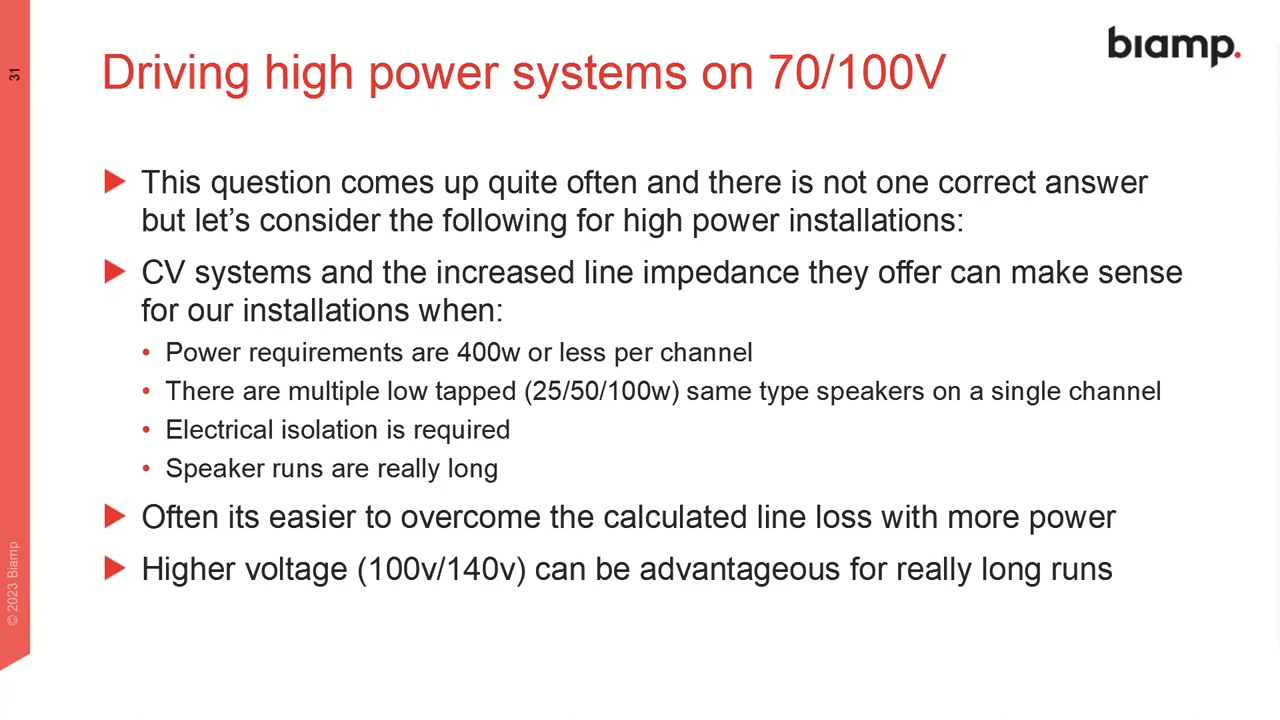 31
biamp.
Driving high power systems on 70/100V
This question comes up quite often and there is not one correct answer
but let’s consider the following for high power installations:
CV systems and the increased line impedance they offer can make sense
for our installations when:
Power requirements are 400w or less per channel
There are multiple low tapped (25/50/100w) same type speakers on a single channel
Electrical isolation is required
Speaker runs are really long
Often its easier to overcome the calculated line loss with more power
Higher voltage (100v/140v) can be advantageous for really long runs
© 2023 Biamp